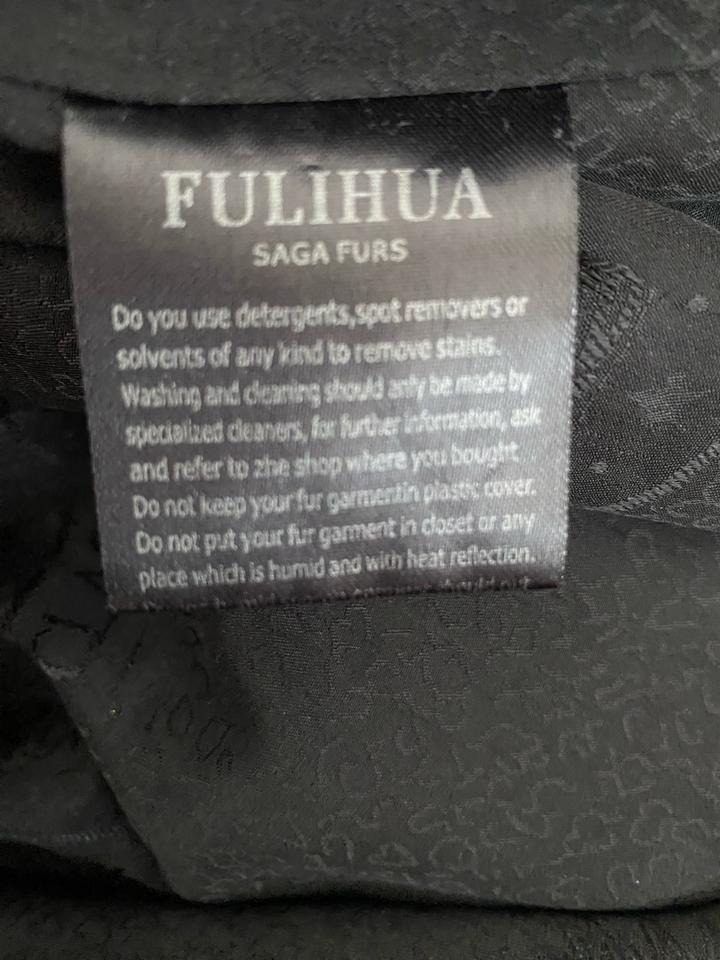 FULIHUA
SAGA FURS
Do you use detergents,spot removers or
solvents of any kind to remove stains.
Washing and cleaning should only be made by
specialized cleaners, for further information, ask
and refer to zhe shop where you bought
Do not keep your fur garmentin plastic cover.
Do not put your fur garment in closet or any
place which is humid and with heat reflection.